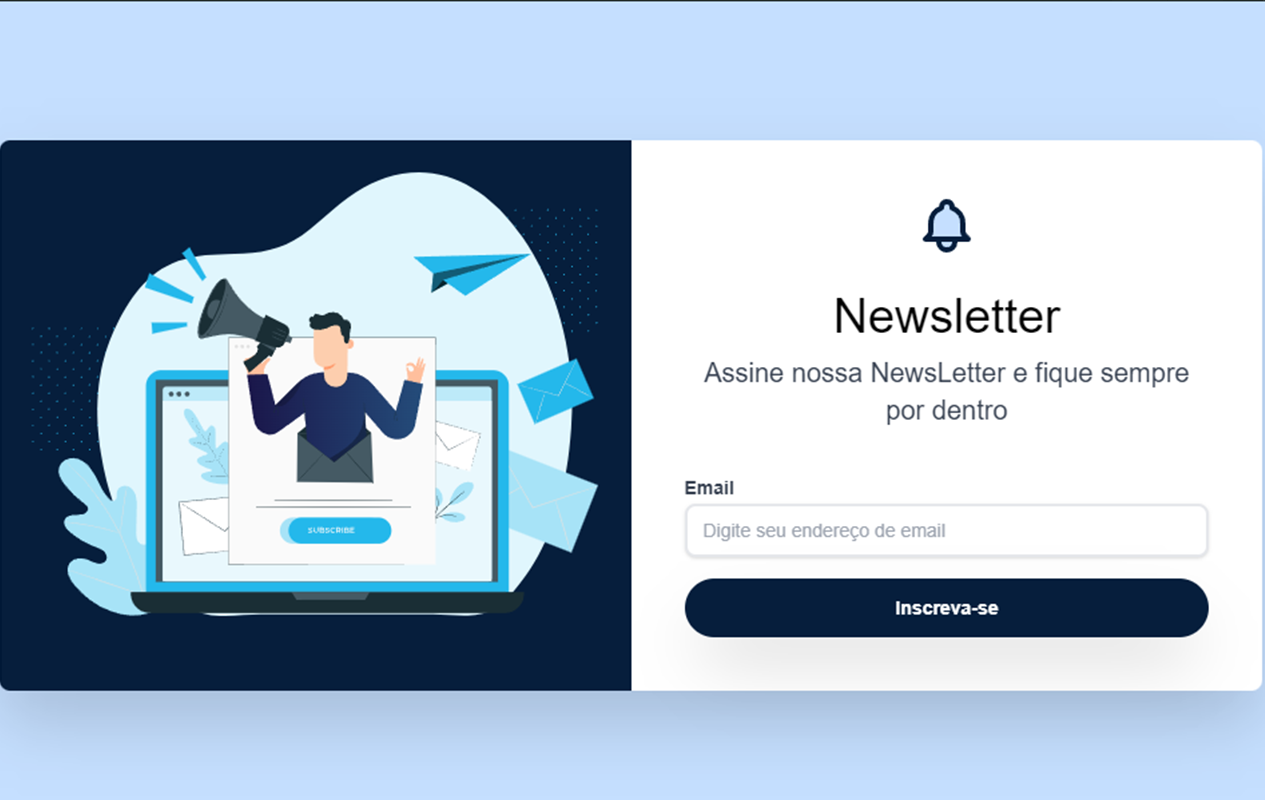 SUBSCRIBE
Newsletter
Assine nossa NewsLetter e fique sempre
por dentro
Email
Digite seu endereço de email
Inscreva-se